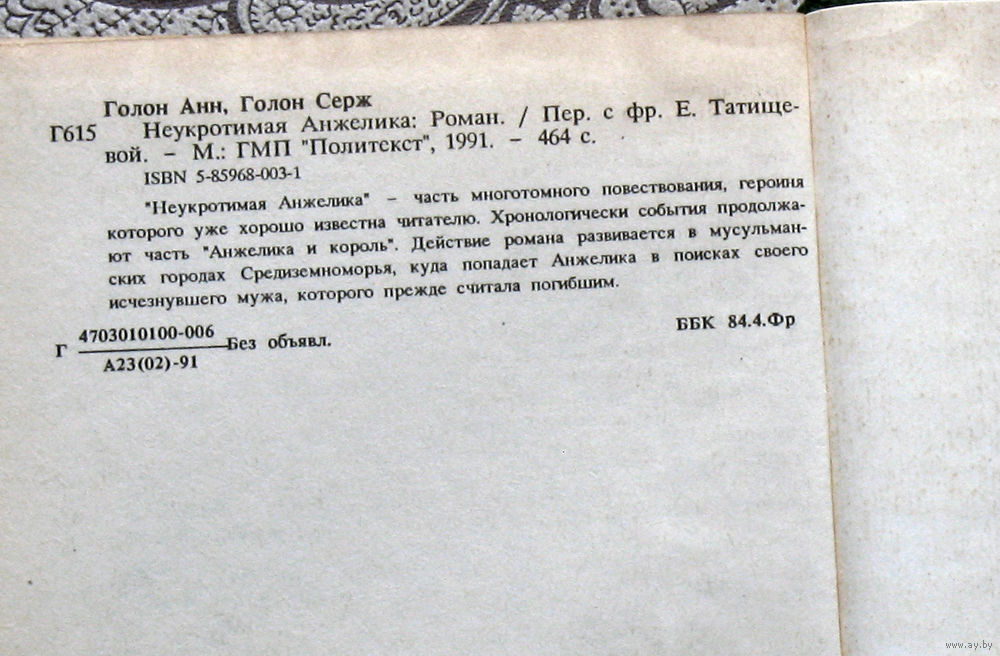 Голон Анн, Голон Серж
Г615 Неукротимая Анжелика: Роман. / Пер. с фр. Е. Татище-
вой. – М.: ГМП "Политекст", 1991. – 464 с.
ISBN 5-85968-003-1
"Неукротимая Анжелика" – часть многотомного повествования, героиня
которого уже хорошо известна читателю. Хронологически события продолжа-
ют часть "Анжелика и король". Действие романа развивается в мусульман-
ских городах Средиземноморья, куда попадает Анжелика в поисках своего
исчезнувшего мужа, которого прежде считала погибшим.
Г 4703010100-006
А23(02)-91
Без объявл.
ББК 84.4.Фр
www.ay.by